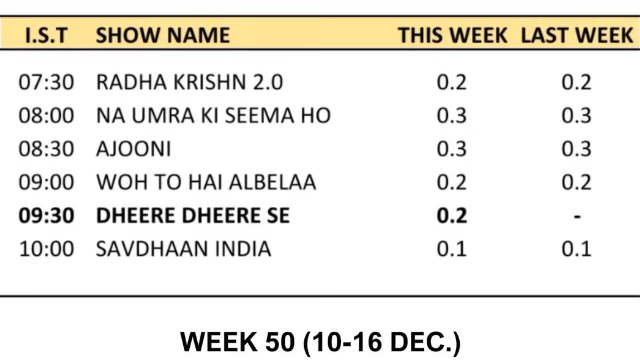 I.S.T SHOW NAME THIS WEEK LAST WEEK
07:30 RADHA KRISHN 2.0 0.2 0.2
08:00 NA UMRA KI SEEMA HO 0.3 0.3
08:30 AJOONI 0.3 0.3
09:00 WOH TO HAI ALBELAA 0.2 0.2
09:30 DHEERE DHEERE SE 0.2 -
10:00 SAVDHAAN INDIA 0.1 0.1
WEEK 50 (10-16 DEC.)